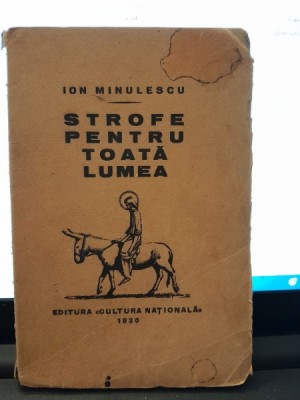 ION MINULESCU
STROFE
PENTRU
TOATĂ
LUMEA
EDITURA «CULTURA NAȚIONALĂ»
1930